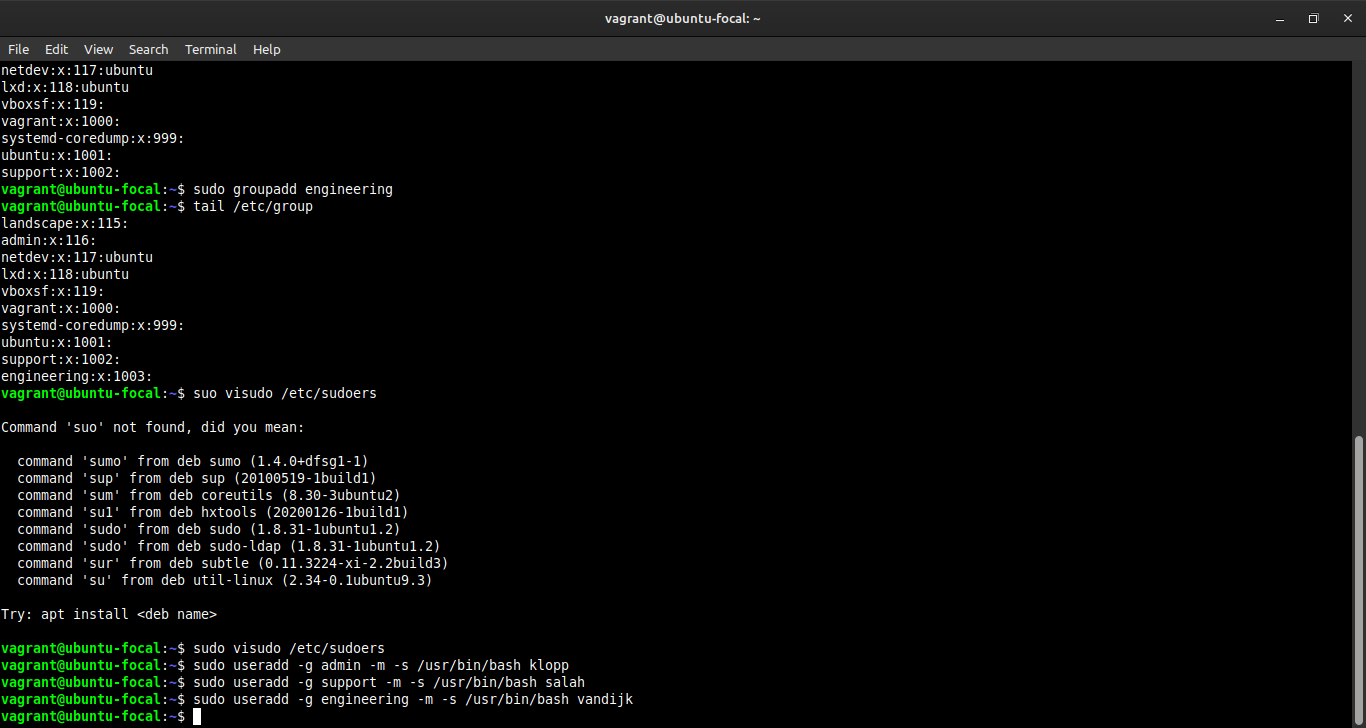 vagrant@ubuntu-focal: ~
File Edit View Search Terminal Help
netdev:x:117:ubuntu
lxd:x:118:ubuntu
vboxsf:x:119:
vagrant:x:1000:
systemd-coredump:x:999:
ubuntu:x:1001:
support:x:1002:
vagrant@ubuntu-focal:~$ sudo groupadd engineering
vagrant@ubuntu-focal:~$ tail /etc/group
landscape:x:115:
admin:x:116:
netdev:x:117:ubuntu
lxd:x:118:ubuntu
vboxsf:x:119:
vagrant:x:1000:
systemd-coredump:x:999:
ubuntu:x:1001:
support:x:1002:
engineering:x:1003:
vagrant@ubuntu-focal:~$ suo visudo /etc/sudoers

Command 'suo' not found, did you mean:

  command 'sumo' from deb sumo (1.4.0+dfsg1-1)
  command 'sup' from deb sup (20100519-1build1)
  command 'sum' from deb coreutils (8.30-3ubuntu2)
  command 'su1' from deb hxtools (20200126-1build1)
  command 'sudo' from deb sudo (1.8.31-1ubuntu1.2)
  command 'sudo' from deb sudo-ldap (1.8.31-1ubuntu1.2)
  command 'sur' from deb subtle (0.11.3224-xi-2.2build3)
  command 'su' from deb util-linux (2.34-0.1ubuntu9.3)

Try: apt install <deb name>

vagrant@ubuntu-focal:~$ sudo visudo /etc/sudoers
vagrant@ubuntu-focal:~$ sudo useradd -g admin -m -s /usr/bin/bash klopp
vagrant@ubuntu-focal:~$ sudo useradd -g support -m -s /usr/bin/bash salah
vagrant@ubuntu-focal:~$ sudo useradd -g engineering -m -s /usr/bin/bash vandijk
vagrant@ubuntu-focal:~$